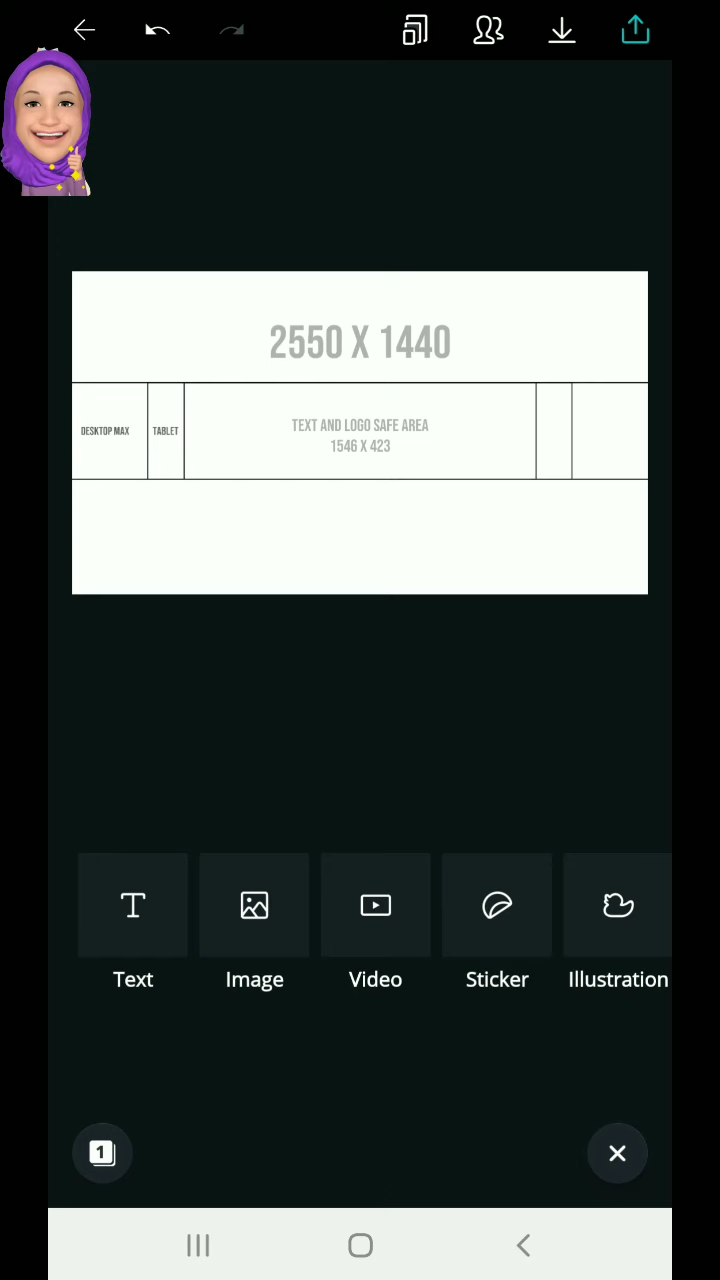 2550 X 1440
DESKTOP MAX
TABLET
TEXT AND LOGO SAFE AREA
1546 X 423
Text
Image
Video
Sticker
Illustration
1